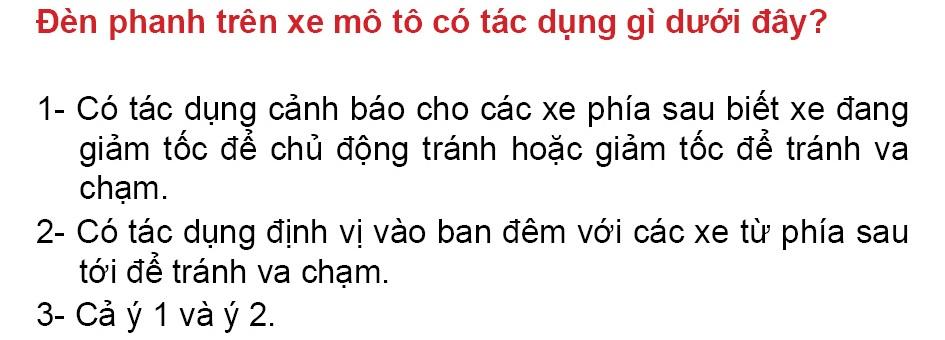 Đèn phanh trên xe mô tô có tác dụng gì dưới đây?
1- Có tác dụng cảnh báo cho các xe phía sau biết xe đang
giảm tốc để chủ động tránh hoặc giảm tốc để tránh va
chạm.
2- Có tác dụng định vị vào ban đêm với các xe từ phía sau
tới để tránh va chạm.
3- Cả ý 1 và ý 2.